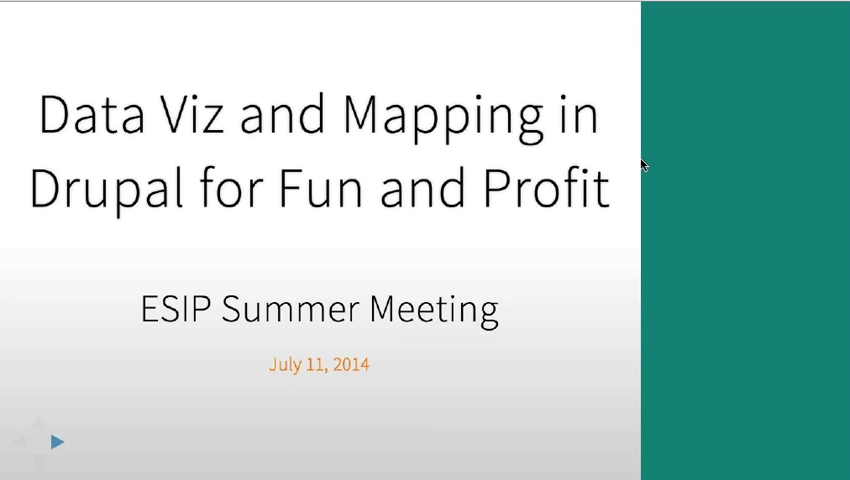 Data Viz and Mapping in
Drupal for Fun and Profit
ESIP Summer Meeting
July 11, 2014